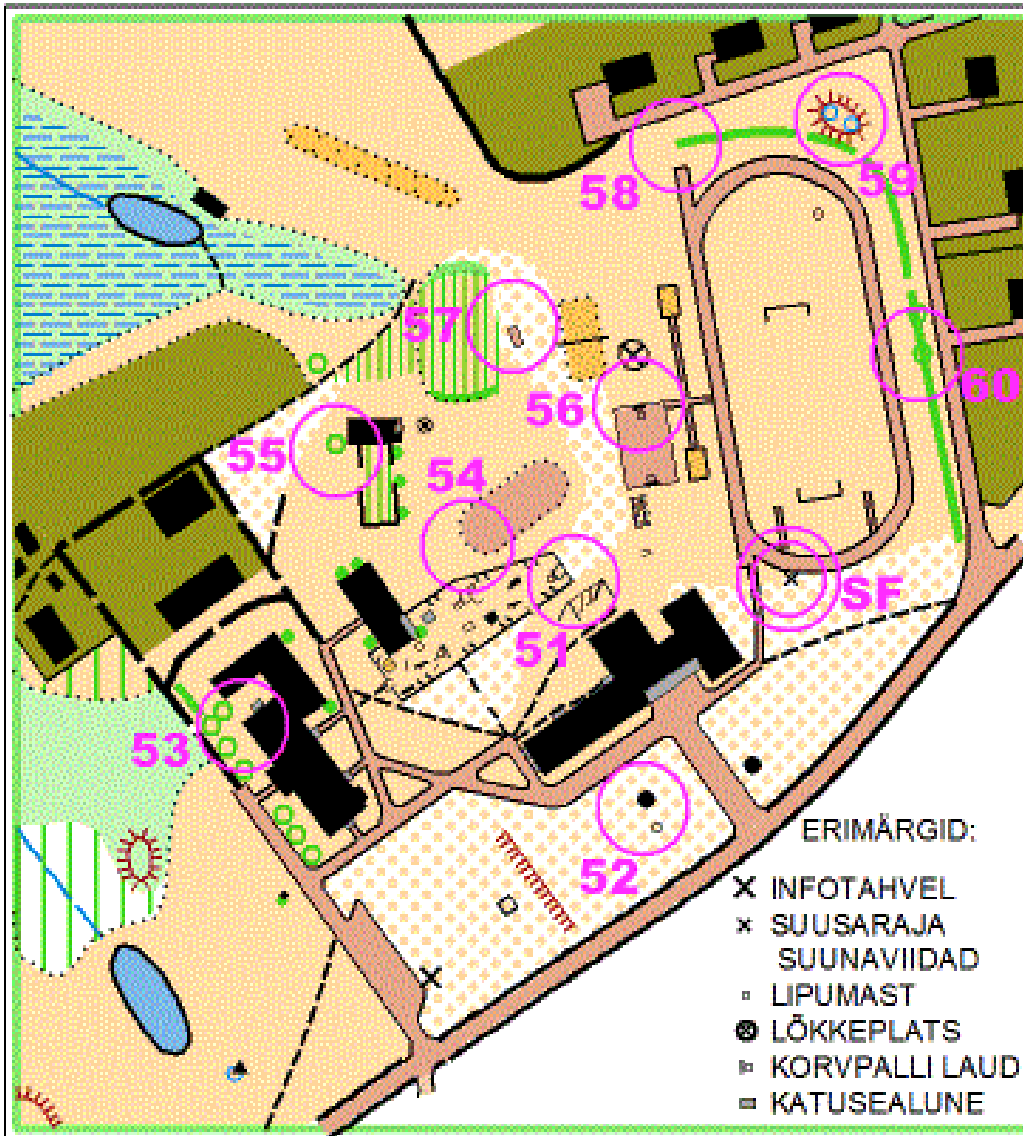 58
59
57
60
56
55
54
SF
51
53
52
ERIMÄRGID:
INFOTAHVEL
SUUSARAJA
SUUNAVIIDAD
LIPUMAST
LÕKKEPLATS
KORVPALLI LAUD
KATUSEALUNE